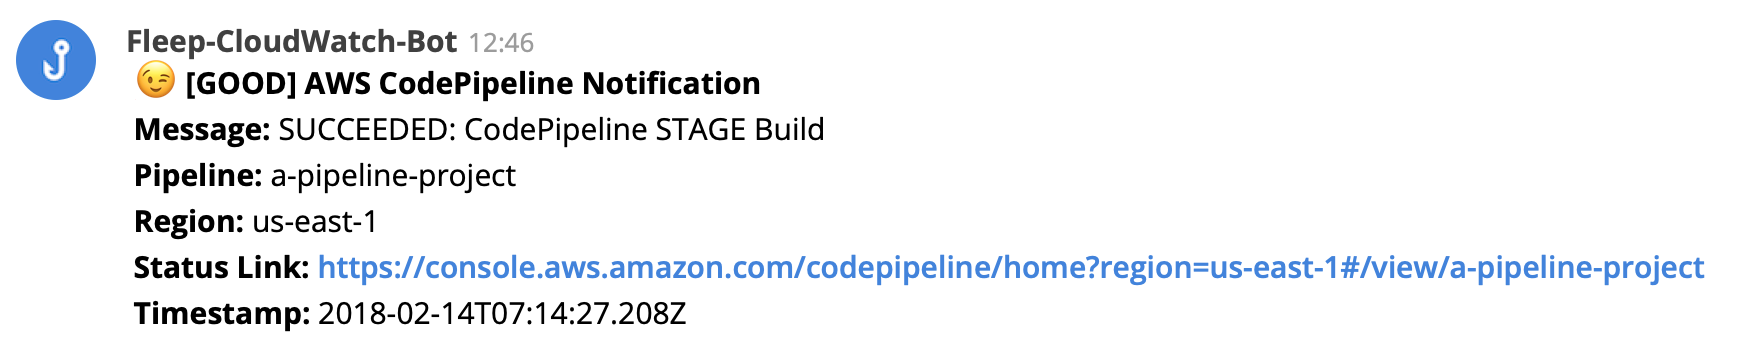 Fleep-CloudWatch-Bot 12:46
😉 [GOOD] AWS CodePipeline Notification
Message: SUCCEEDED: CodePipeline STAGE Build
Pipeline: a-pipeline-project
Region: us-east-1
Status Link: https://console.aws.amazon.com/codepipeline/home?region=us-east-1#/view/a-pipeline-project
Timestamp: 2018-02-14T07:14:27.208Z